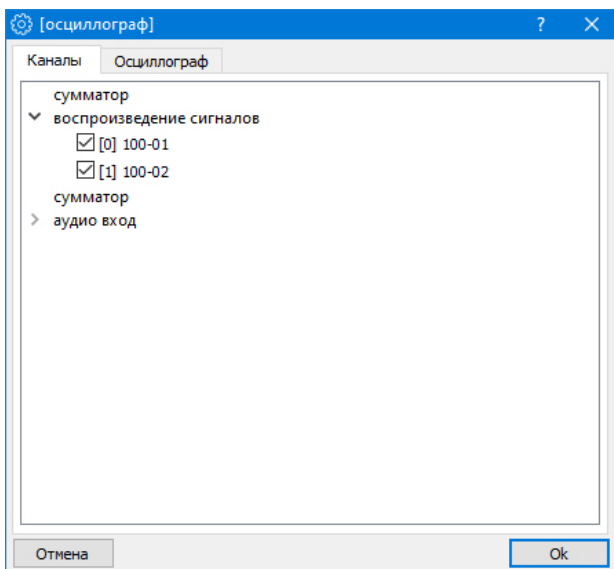 [осциллограф]
Каналы Осциллограф
сумматор
воспроизведение сигналов
[0] 100-01
[1] 100-02
сумматор
аудио вход
Отмена Ok